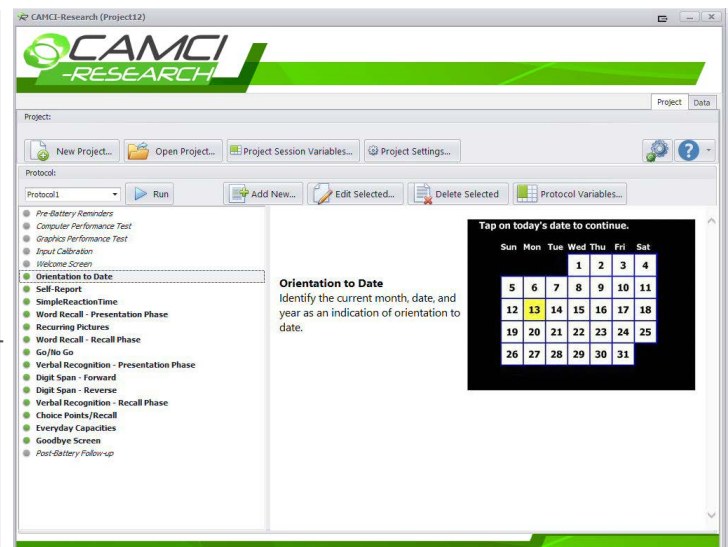 CAMCI-Research (Project12)
CAMCI
-RESEARCH
Project Data
Project:
New Project... Open Project... Project Session Variables... Project Settings... ?
Protocol:
Protocol1 Run Add New... Edit Selected... Delete Selected Protocol Variables...
Pre-Battery Reminders
Computer Performance Test
Graphics Performance Test
Input Calibration
Welcome Screen
Orientation to Date
Self-Report
SimpleReactionTime
Word Recall - Presentation Phase
Recurring Pictures
Word Recall - Recall Phase
Go/No Go
Verbal Recognition - Presentation Phase
Digit Span - Forward
Digit Span - Reverse
Verbal Recognition - Recall Phase
Choice Points/Recall
Everyday Capacities
Goodbye Screen
Post-Battery Follow-up
Orientation to Date
Identify the current month, date, and
year as an indication of orientation to
date.
Tap on today's date to continue.
Sun Mon Tue Wed Thu Fri Sat
1 2 3 4
5 6 7 8 9 10 11
12 13 14 15 16 17 18
19 20 21 22 23 24 25
26 27 28 29 30 31